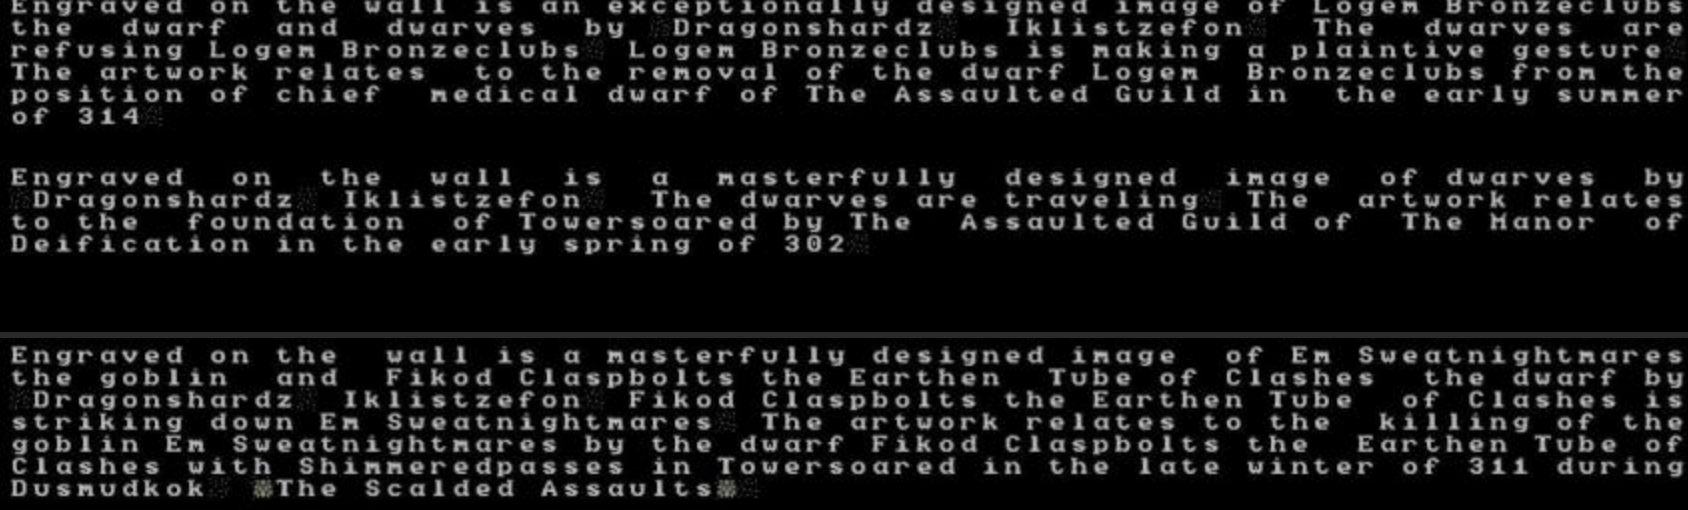 Engraved on the wall is an exceptionally designed image of Logem Bronzeclubs
the dwarf and dwarves by Dragonshardz Iklistzefon The dwarves are
refusing Logem Bronzeclubs Logem Bronzeclubs is making a plaintive gesture
The artwork relates to the removal of the dwarf Logem Bronzeclubs from the
position of chief medical dwarf of The Assaulted Guild in the early summer
of 314
Engraved on the wall is a masterfully designed image of dwarves by
Dragonshardz Iklistzefon The dwarves are traveling The artwork relates
to the foundation of Towersoared by The Assaulted Guild of The Manor of
Deification in the early spring of 302
Engraved on the wall is a masterfully designed image of Em Sweatnightmares
the goblin and Fikod Claspbolts the Earthen Tube of Clashes the dwarf by
Dragonshardz Iklistzefon Fikod Claspbolts the Earthen Tube of Clashes is
striking down Em Sweatnightmares The artwork relates to the killing of the
goblin Em Sweatnightmares by the dwarf Fikod Claspbolts the Earthen Tube of
Clashes with Shimmeredpasses in Towersoared in the late winter of 311 during
Dusmudkok The Scalded Assaults